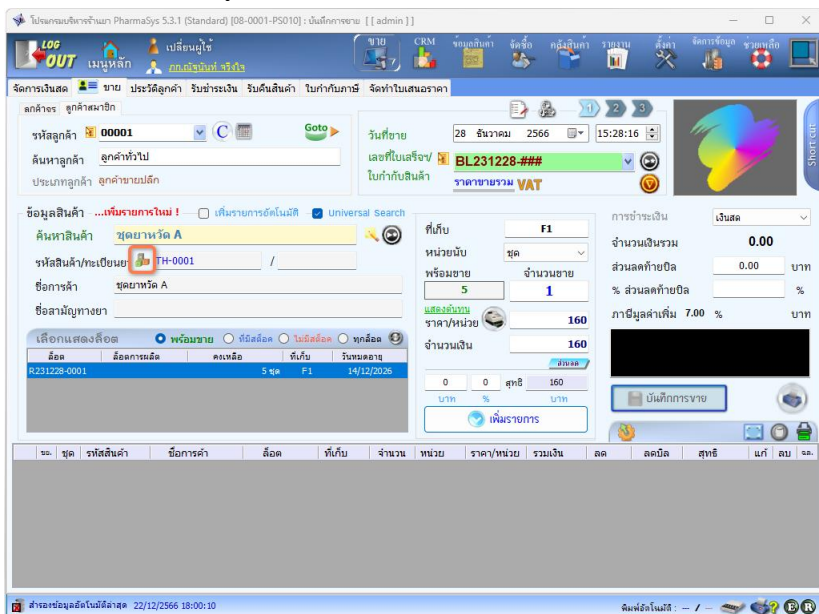 โปรแกรมบริหารร้านยา PharmaSys 5.3.1 (Standard) [08-0001-PS010] : บันทึกการขาย [ [ admin ] ]
LOG OUT เมนูหลัก เปลี่ยนผู้ใช้ ขาย CRM ข้อมูลสินค้า จัดซื้อ คลังสินค้า รายงาน ตั้งค่า จัดการข้อมูล ช่วยเหลือ
จัดการเงินสด ขาย ประวัติลูกค้า รับชำระเงิน รับคืนสินค้า ใบกำกับภาษี จัดทำใบเสนอราคา
ลูกค้าจร ลูกค้าสมาชิก 1 2 3
Short cut
รหัสลูกค้า 00001 C Goto วันที่ขาย 28 ธันวาคม 2566 15:28:16
ค้นหาลูกค้า ลูกค้าทั่วไป เลขที่ใบเสร็จฯ/ ใบกำกับสินค้า BL231228-###
ประเภทลูกค้า ลูกค้าขายปลีก ราคาขายรวม VAT
ข้อมูลสินค้า ...เพิ่มรายการใหม่ ! เพิ่มรายการอัตโนมัติ Universal Search
ค้นหาสินค้า ชุดยาหวัด A
รหัสสินค้า/ทะเบียนยา TH-0001 /
ชื่อการค้า ชุดยาหวัด A
ชื่อสามัญทางยา
เลือกแสดงล็อต พร้อมขาย ที่มีสต็อค ไม่มีสต็อค ทุกล็อต
ล็อต ล็อตการผลิต คงเหลือ ที่เก็บ วันหมดอายุ
R231228-0001 5 ชุด F1 14/12/2026
ที่เก็บ F1
หน่วยนับ ชุด
พร้อมขาย จำนวนขาย
5 1
แสดงต้นทุน
ราคา/หน่วย 160
จำนวนเงิน 160
ส่วนลด
0 0 สุทธิ 160
บาท % บาท
เพิ่มรายการ
การชำระเงิน เงินสด
จำนวนเงินรวม 0.00
ส่วนลดท้ายบิล 0.00 บาท
% ส่วนลดท้ายบิล %
ภาษีมูลค่าเพิ่ม 7.00 % บาท
บันทึกการขาย
ชุด รหัสสินค้า ชื่อการค้า ล็อต ที่เก็บ จำนวน หน่วย ราคา/หน่วย รวมเงิน ลด ลดบิล สุทธิ แก้ ลบ
สำรองข้อมูลอัตโนมัติล่าสุด 22/12/2566 18:00:10 พิมพ์อัตโนมัติ : – / – E R